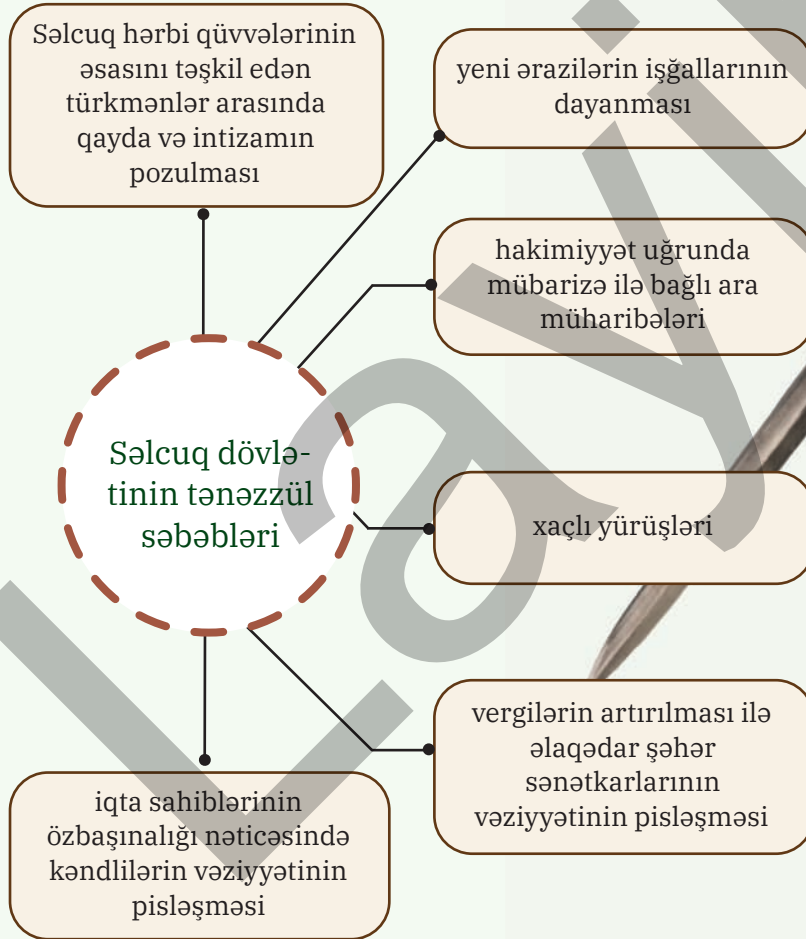 Səlcuq hərbi qüvvələrinin
əsasını təşkil edən
türkmənlər arasında
qayda və intizamın
pozulması
yeni ərazilərin işğallarının
dayanması
hakimiyyət uğrunda
mübarizə ilə bağlı ara
müharibələri
Səlcuq dövlə-
tinin tənəzzül
səbəbləri
xaçlı yürüşləri
vergilərin artırılması ilə
əlaqədar şəhər
sənətkarlarının
vəziyyətinin pisləşməsi
iqta sahiblərinin
özbaşınalığı nəticəsində
kəndlilərin vəziyyətinin
pisləşməsi